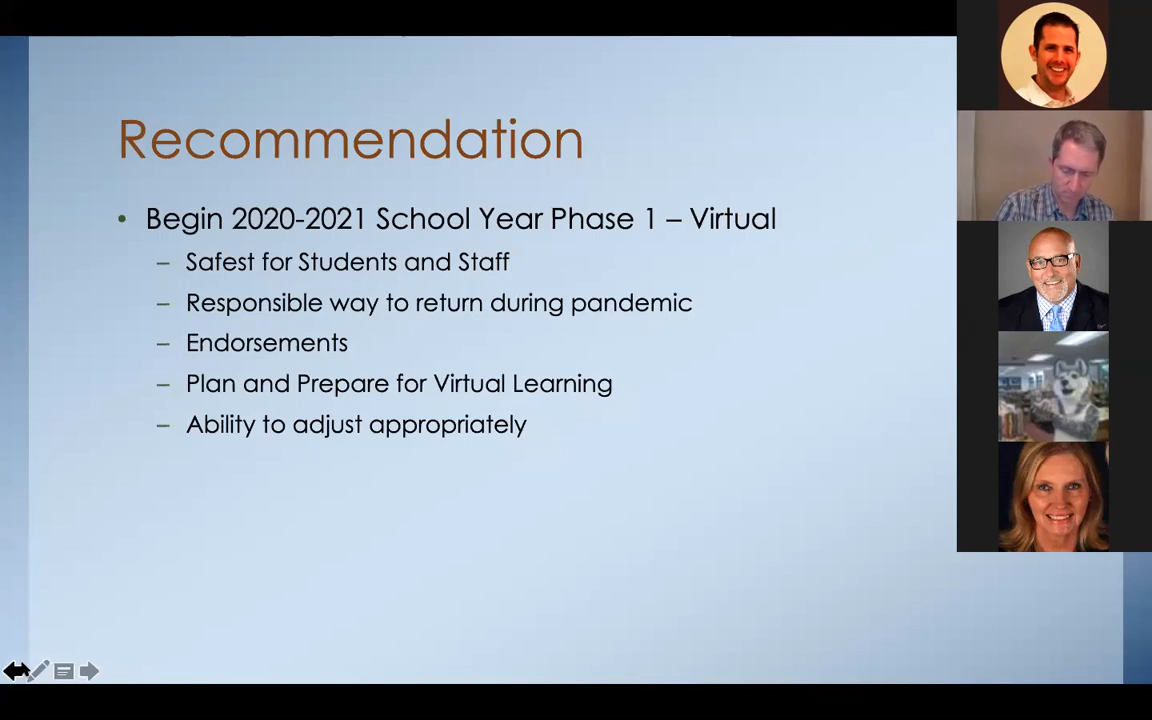 Recommendation
• Begin 2020-2021 School Year Phase 1 – Virtual
– Safest for Students and Staff
– Responsible way to return during pandemic
– Endorsements
– Plan and Prepare for Virtual Learning
– Ability to adjust appropriately